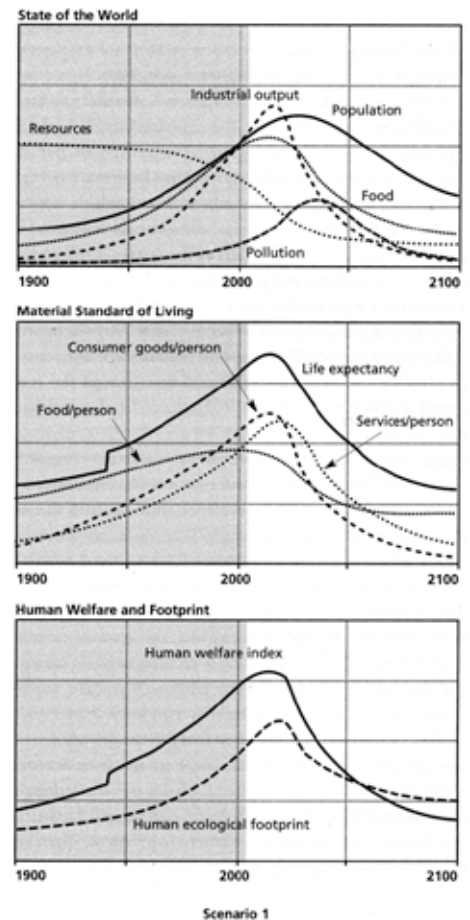 State of the World
Industrial output
Population
Resources
Food
Pollution
1900 2000 2100
Material Standard of Living
Consumer goods/person
Life expectancy
Food/person
Services/person
1900 2000 2100
Human Welfare and Footprint
Human welfare index
Human ecological footprint
1900 2000 2100
Scenario 1